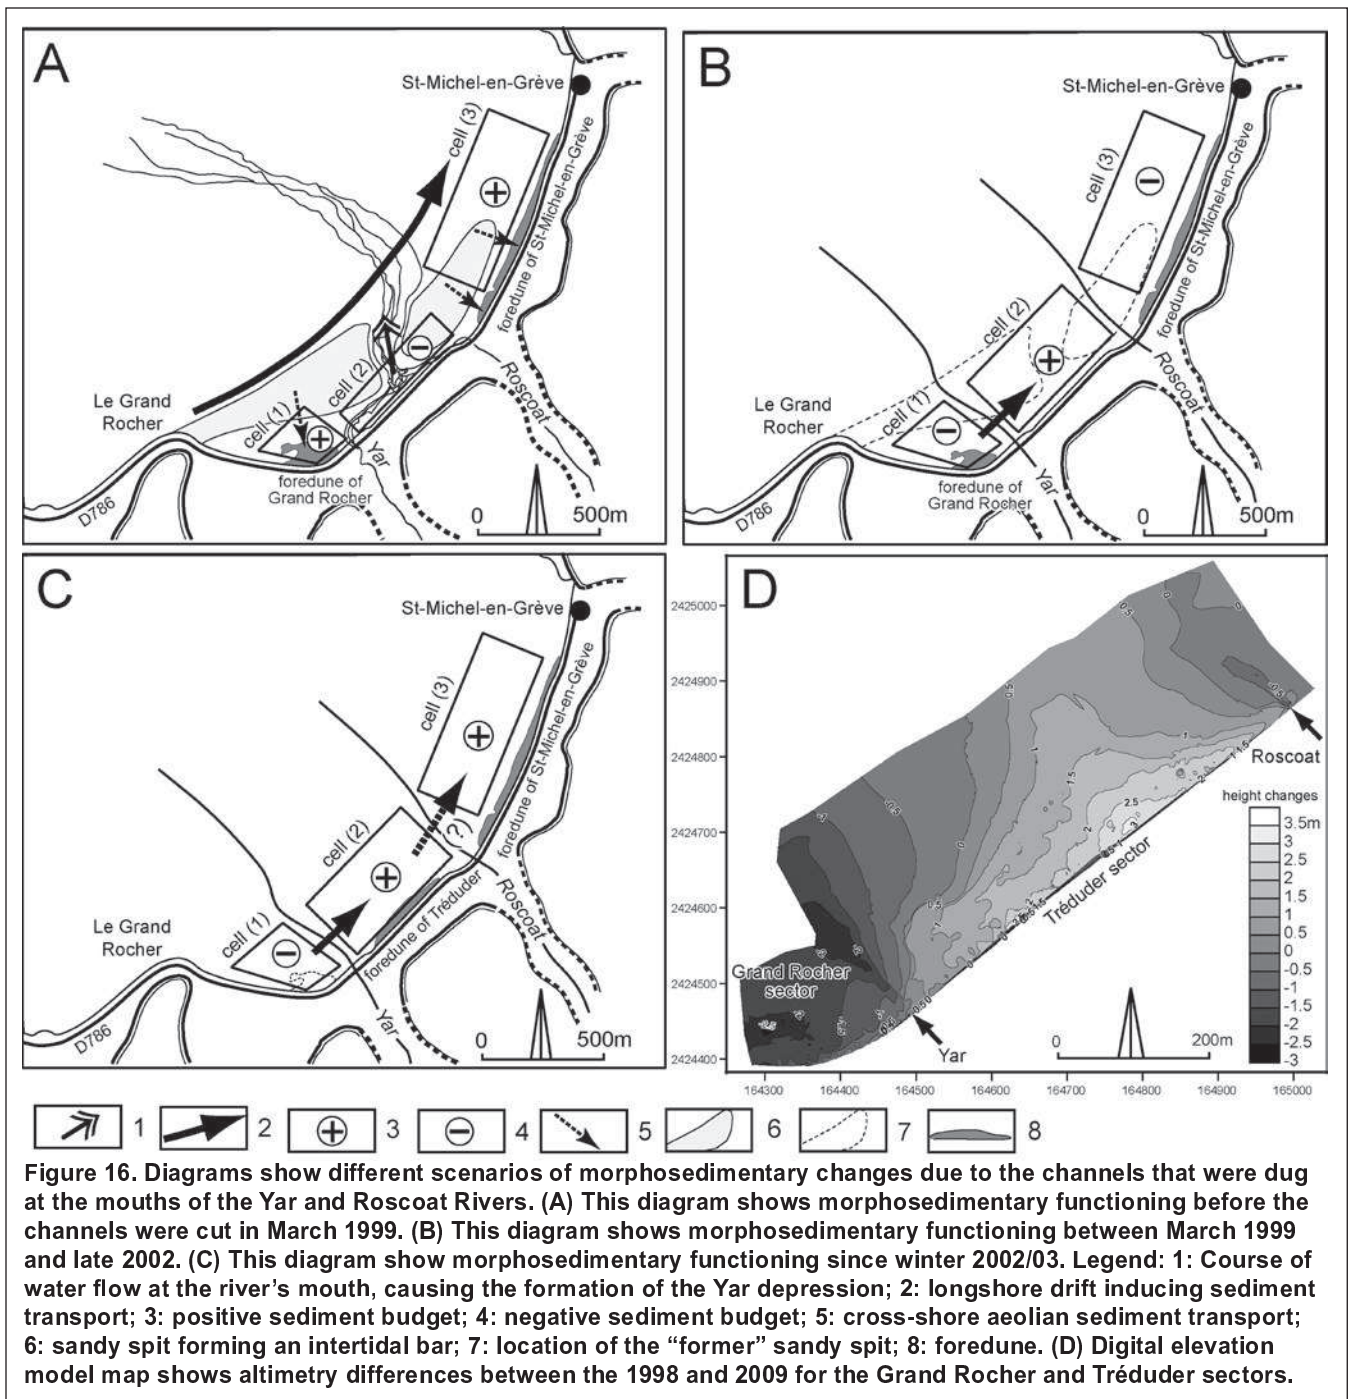 A
St-Michel-en-Grève
cell (3)
foredune of St-Michel-en-Grève
cell (2)
Roscoat
Le Grand
Rocher
cell (1)
Yar
foredune of
Grand Rocher
D786
0 500m
B
St-Michel-en-Grève
cell (3)
foredune of St-Michel-en-Grève
cell (2)
Roscoat
Le Grand
Rocher
cell (1)
Yar
foredune of
Grand Rocher
D786
0 500m
C
St-Michel-en-Grève
cell (3)
foredune of St-Michel-en-Grève
(?)
cell (2)
Roscoat
foredune of Tréduder
Le Grand
Rocher
cell (1)
Yar
D786
0 500m
D
2425000
2424900
2424800
2424700
2424600
2424500
2424400
164300 164400 164500 164600 164700 164800 164900 165000
Roscoat
Tréduder sector
Grand Rocher
sector
Yar
0 200m
height changes
3.5m
3
2.5
2
1.5
1
0.5
0
-0.5
-1
-1.5
-2
-2.5
-3
1 2 3 4 5 6 7 8
Figure 16. Diagrams show different scenarios of morphosedimentary changes due to the channels that were dug
at the mouths of the Yar and Roscoat Rivers. (A) This diagram shows morphosedimentary functioning before the
channels were cut in March 1999. (B) This diagram shows morphosedimentary functioning between March 1999
and late 2002. (C) This diagram show morphosedimentary functioning since winter 2002/03. Legend: 1: Course of
water flow at the river's mouth, causing the formation of the Yar depression; 2: longshore drift inducing sediment
transport; 3: positive sediment budget; 4: negative sediment budget; 5: cross-shore aeolian sediment transport;
6: sandy spit forming an intertidal bar; 7: location of the “former” sandy spit; 8: foredune. (D) Digital elevation
model map shows altimetry differences between the 1998 and 2009 for the Grand Rocher and Tréduder sectors.